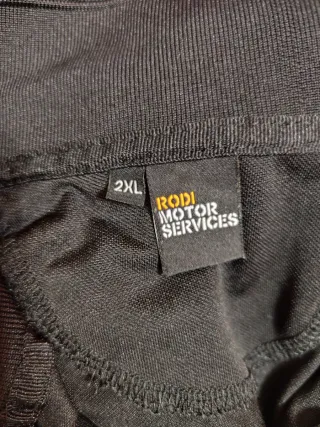 2XL
RODI
MOTOR
SERVICES